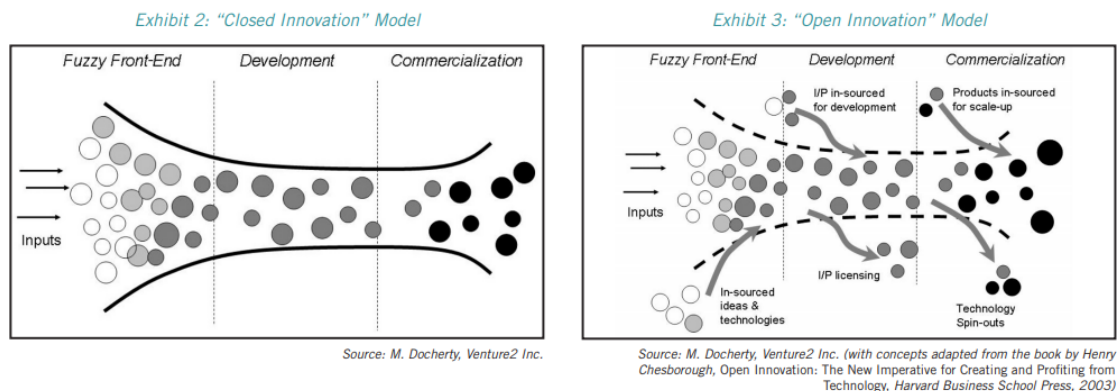 Exhibit 2: “Closed Innovation” Model
Fuzzy Front-End
Development
Commercialization
Inputs
Source: M. Docherty, Venture2 Inc.
Exhibit 3: “Open Innovation” Model
Fuzzy Front-End
Development
Commercialization
I/P in-sourced
for development
Products in-sourced
for scale-up
Inputs
In-sourced
ideas &
technologies
I/P licensing
Technology
Spin-outs
Source: M. Docherty, Venture2 Inc. (with concepts adapted from the book by Henry
Chesborough, Open Innovation: The New Imperative for Creating and Profiting from
Technology, Harvard Business School Press, 2003)